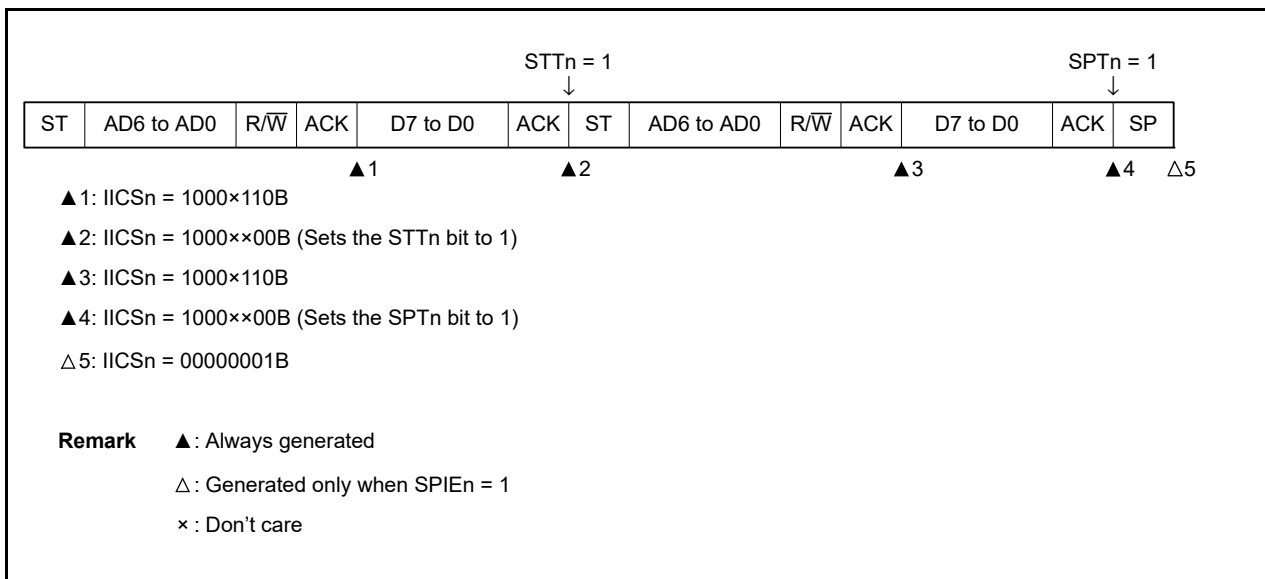 STTn = 1 SPTn = 1
↓ ↓
ST AD6 to AD0 R/W̅ ACK D7 to D0 ACK ST AD6 to AD0 R/W̅ ACK D7 to D0 ACK SP
▲1 ▲2 ▲3 ▲4 △5
▲1: IICSn = 1000×110B
▲2: IICSn = 1000××00B (Sets the STTn bit to 1)
▲3: IICSn = 1000×110B
▲4: IICSn = 1000××00B (Sets the SPTn bit to 1)
△5: IICSn = 00000001B
Remark ▲: Always generated
△: Generated only when SPIEn = 1
×: Don’t care